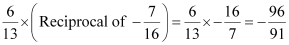 6/13 × (Reciprocal of −7/16) = 6/13 × −16/7 = −96/91